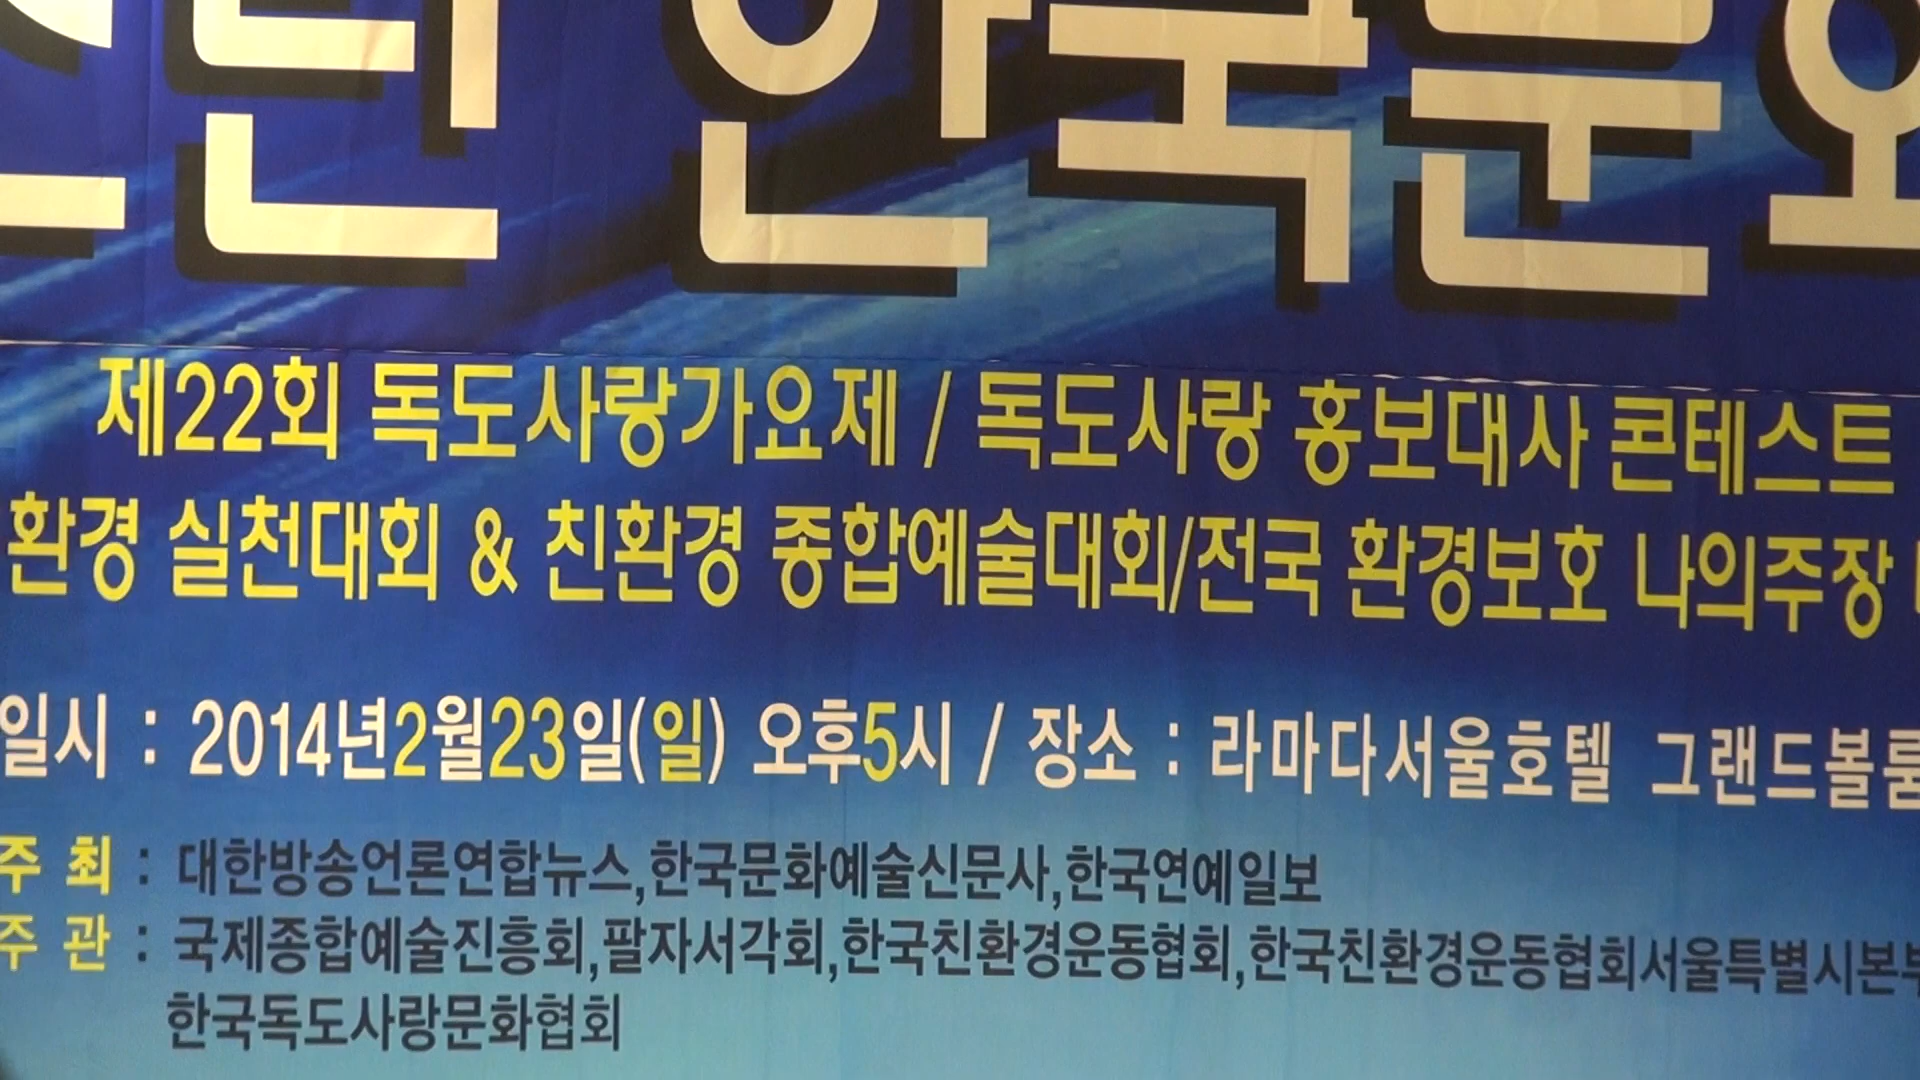 한국문화
제22회 독도사랑가요제 / 독도사랑 홍보대사 콘테스트
환경 실천대회 & 친환경 종합예술대회/전국 환경보호 나의주장
일시 : 2014년2월23일(일) 오후5시 / 장소 : 라마다서울호텔 그랜드볼룸
주 최 : 대한방송언론연합뉴스,한국문화예술신문사,한국연예일보
주 관 : 국제종합예술진흥회,팔자서각회,한국친환경운동협회,한국친환경운동협회서울특별시본부
한국독도사랑문화협회